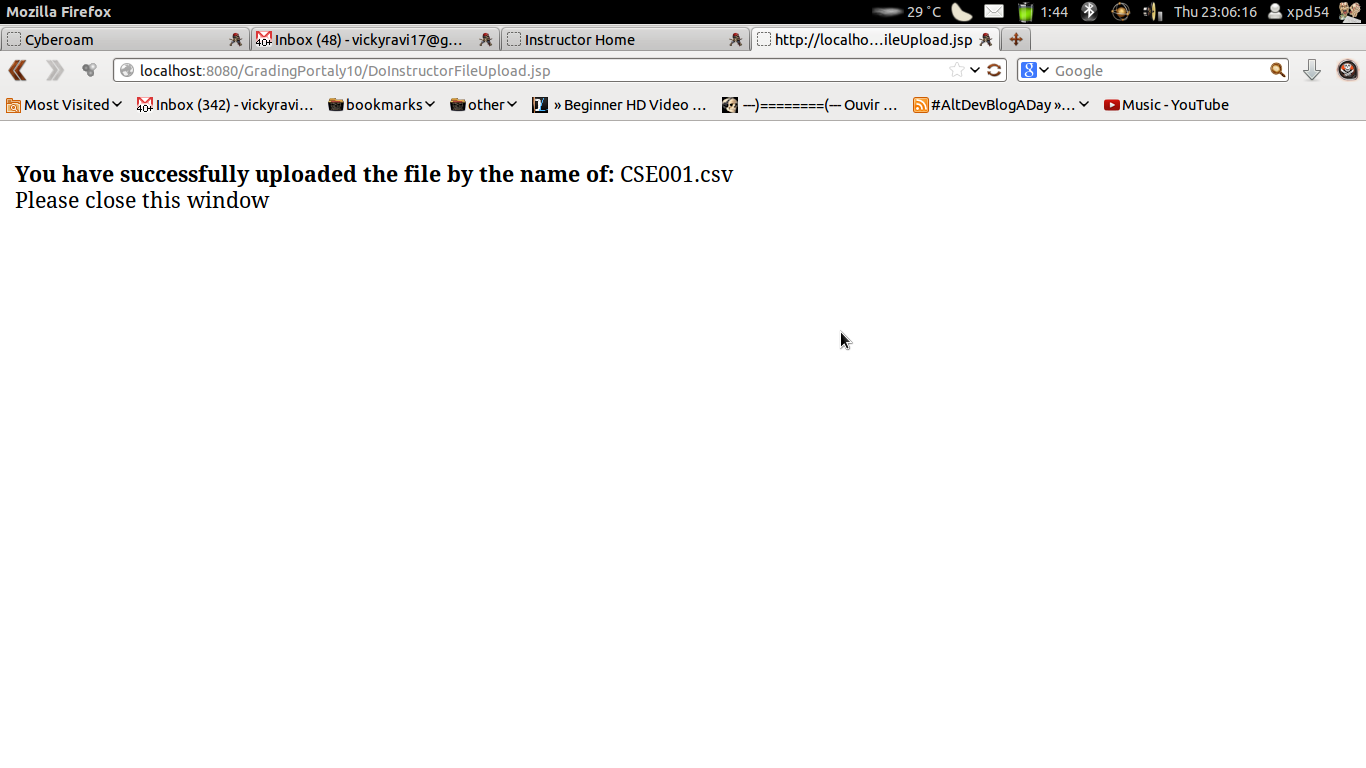 Mozilla Firefox 29 °C 1:44 Thu 23:06:16 xpd54
Cyberoam 40+ Inbox (48) - vickyravi17@g... Instructor Home http://localho...ileUpload.jsp
localhost:8080/GradingPortaly10/DoInstructorFileUpload.jsp 8 Google
Most Visited 40+ Inbox (342) - vickyravi... bookmarks other » Beginner HD Video ... ---)========(--- Ouvir ... #AltDevBlogADay »... Music - YouTube
You have successfully uploaded the file by the name of: CSE001.csv
Please close this window